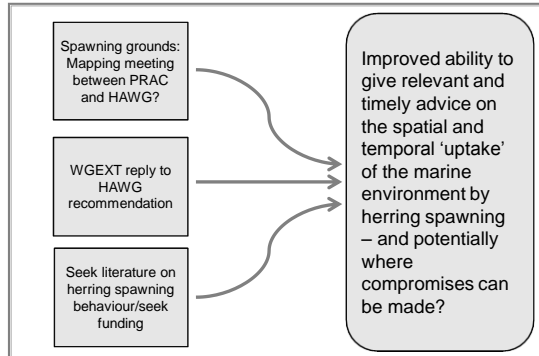 Spawning grounds:
Mapping meeting
between PRAC
and HAWG?
WGEXT reply to
HAWG
recommendation
Seek literature on
herring spawning
behaviour/seek
funding
Improved ability to
give relevant and
timely advice on
the spatial and
temporal ‘uptake’
of the marine
environment by
herring spawning
– and potentially
where
compromises can
be made?